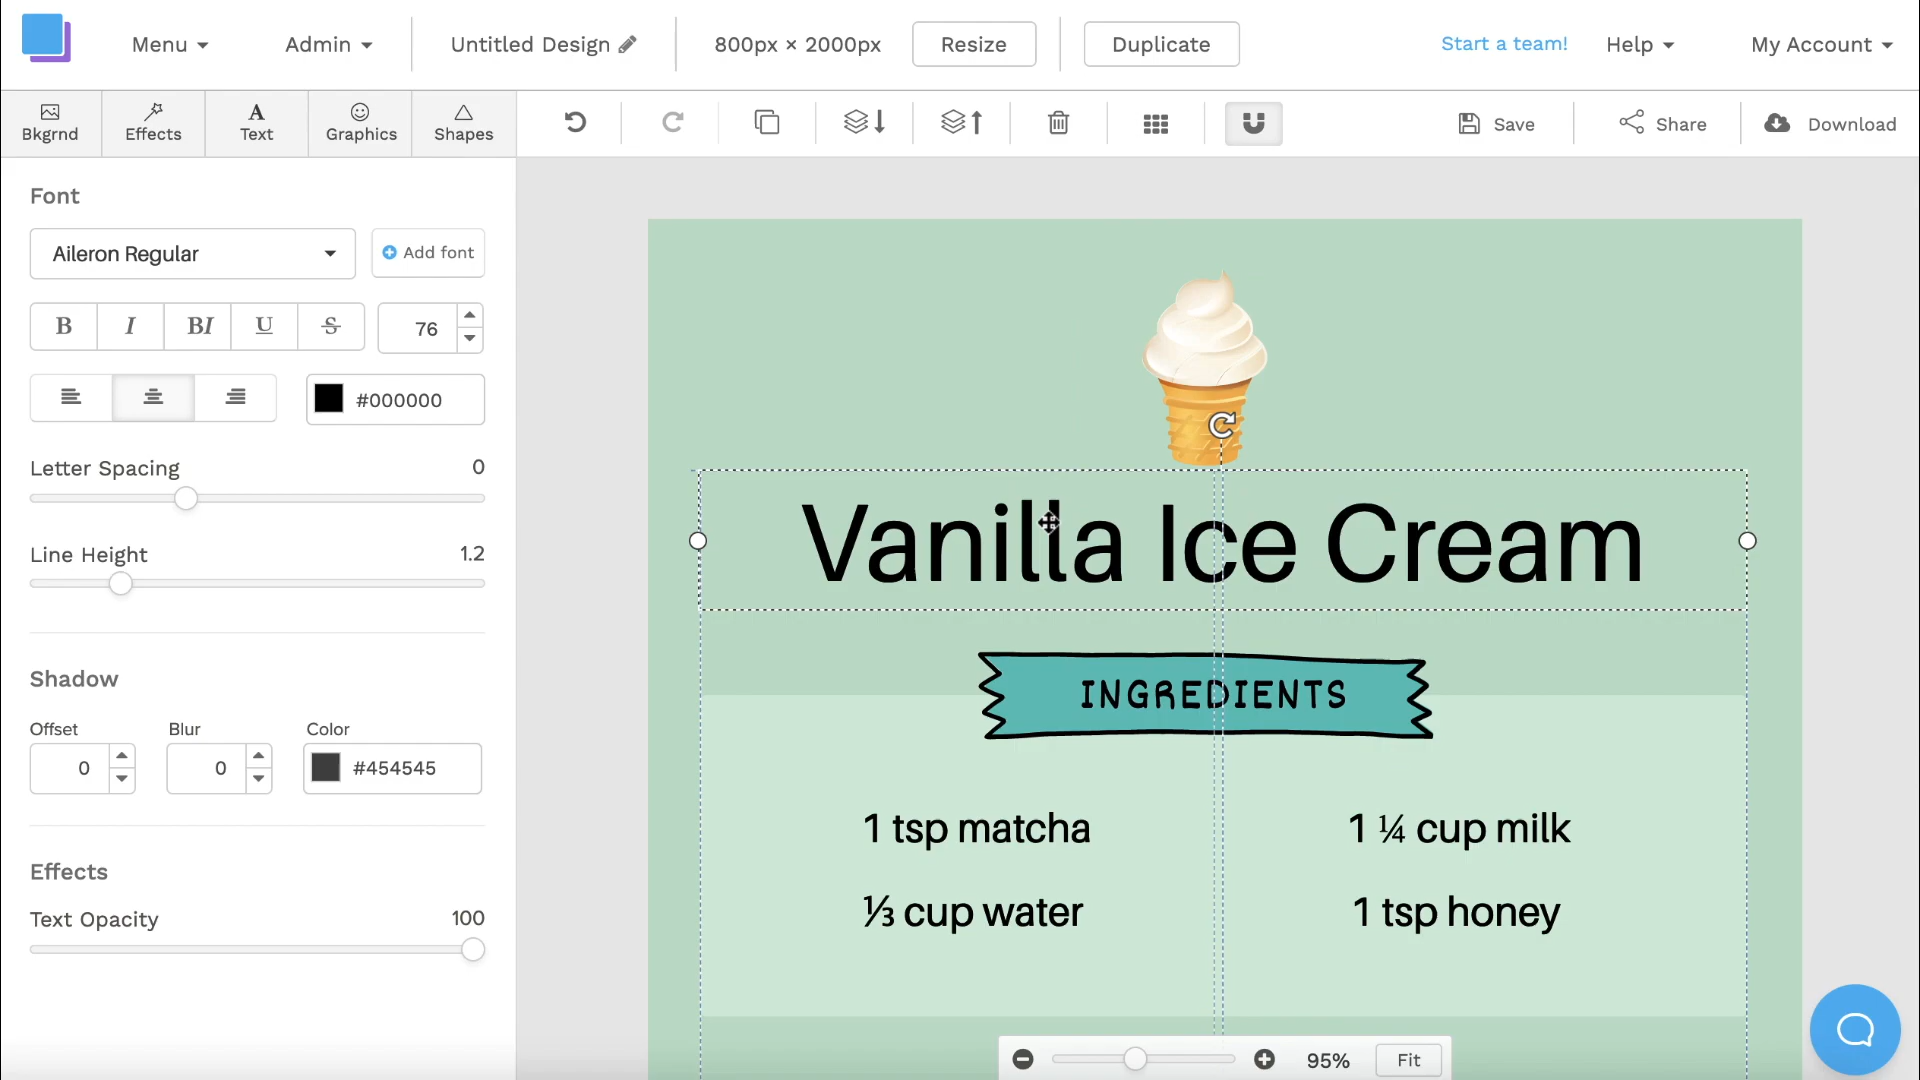 Menu
Admin
Untitled Design
800px × 2000px
Resize
Duplicate
Start a team!
Help
My Account
Bkgrnd
Effects
A
Text
Graphics
Shapes
Save
Share
Download
Font
Aileron Regular
Add font
B
I
BI
U
S
76
#000000
Letter Spacing
0
Line Height
1.2
Shadow
Offset
Blur
Color
0
0
#454545
Effects
Text Opacity
100
Vanilla Ice Cream
INGREDIENTS
1 tsp matcha
1 ¼ cup milk
⅓ cup water
1 tsp honey
95%
Fit